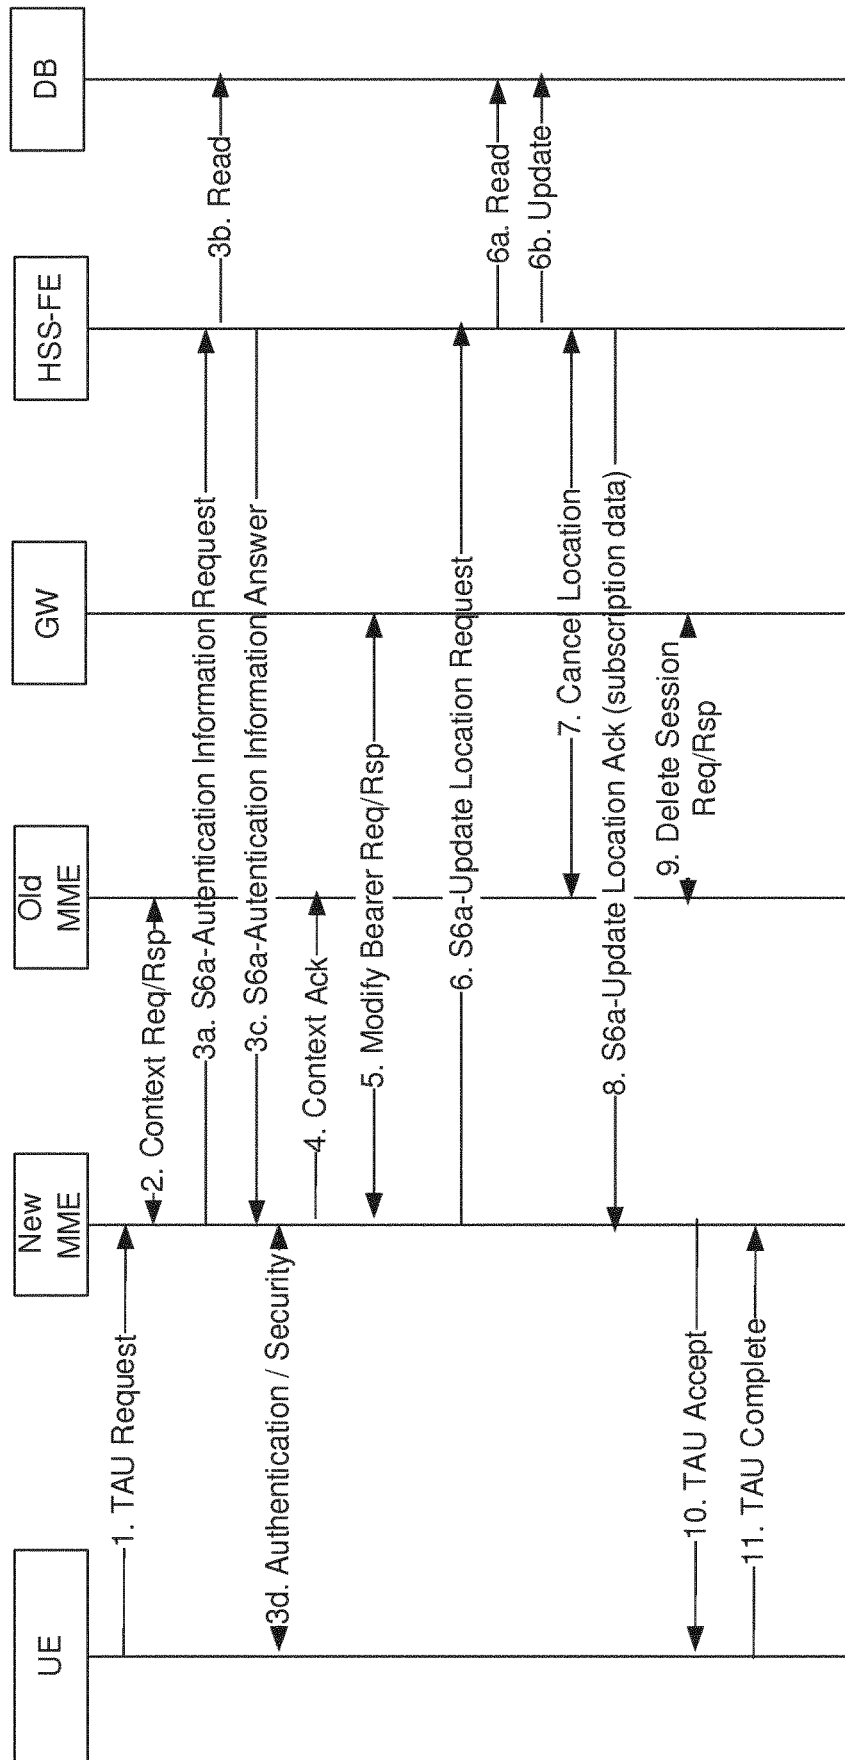 UE
New
MME
Old
MME
GW
HSS-FE
DB
1. TAU Request
2. Context Req/Rsp
3a. S6a-Autentication Information Request
3b. Read
3c. S6a-Autentication Information Answer
3d. Authentication / Security
4. Context Ack
5. Modify Bearer Req/Rsp
6. S6a-Update Location Request
6a. Read
6b. Update
7. Cancel Location
8. S6a-Update Location Ack (subscription data)
9. Delete Session
Req/Rsp
10. TAU Accept
11. TAU Complete